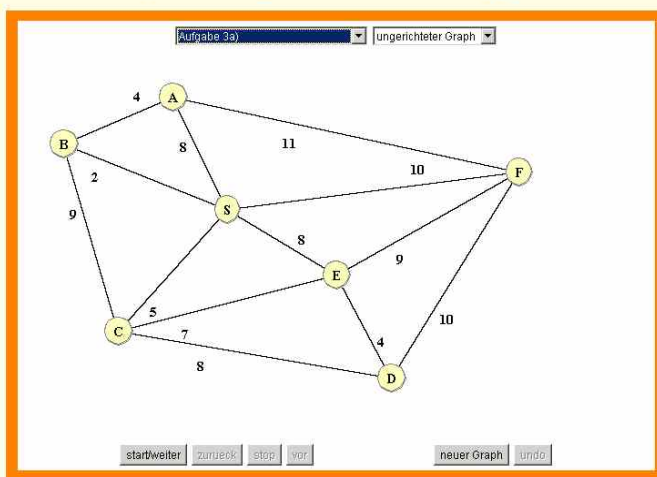 Aufgabe 3a) ungerichteter Graph
4 A
B 8 11
2 10 F
9 S
8
9
E
5
C 7 10
4
8
D
start/weiter zurueck stop vor neuer Graph undo